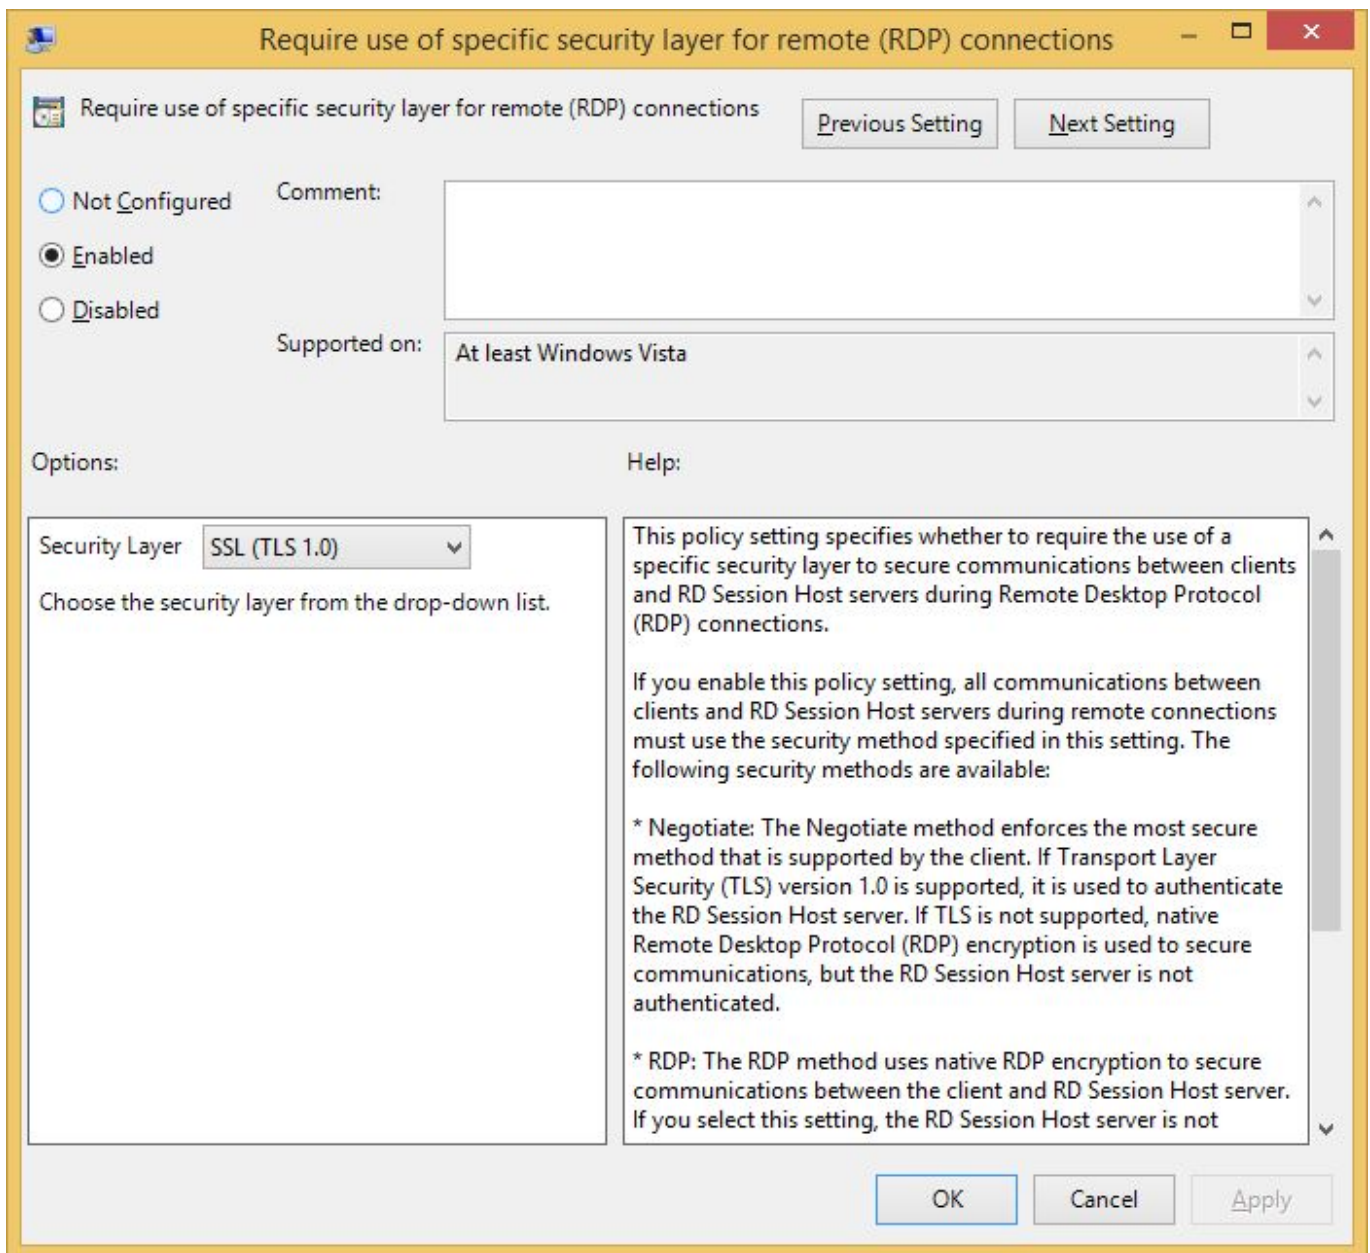 Require use of specific security layer for remote (RDP) connections
Require use of specific security layer for remote (RDP) connections
Previous Setting
Next Setting
Not Configured
Comment:
Enabled
Disabled
Supported on:
At least Windows Vista
Options:
Help:
Security Layer
SSL (TLS 1.0)
Choose the security layer from the drop-down list.
This policy setting specifies whether to require the use of a
specific security layer to secure communications between clients
and RD Session Host servers during Remote Desktop Protocol
(RDP) connections.
If you enable this policy setting, all communications between
clients and RD Session Host servers during remote connections
must use the security method specified in this setting. The
following security methods are available:
* Negotiate: The Negotiate method enforces the most secure
method that is supported by the client. If Transport Layer
Security (TLS) version 1.0 is supported, it is used to authenticate
the RD Session Host server. If TLS is not supported, native
Remote Desktop Protocol (RDP) encryption is used to secure
communications, but the RD Session Host server is not
authenticated.
* RDP: The RDP method uses native RDP encryption to secure
communications between the client and RD Session Host server.
If you select this setting, the RD Session Host server is not
OK
Cancel
Apply